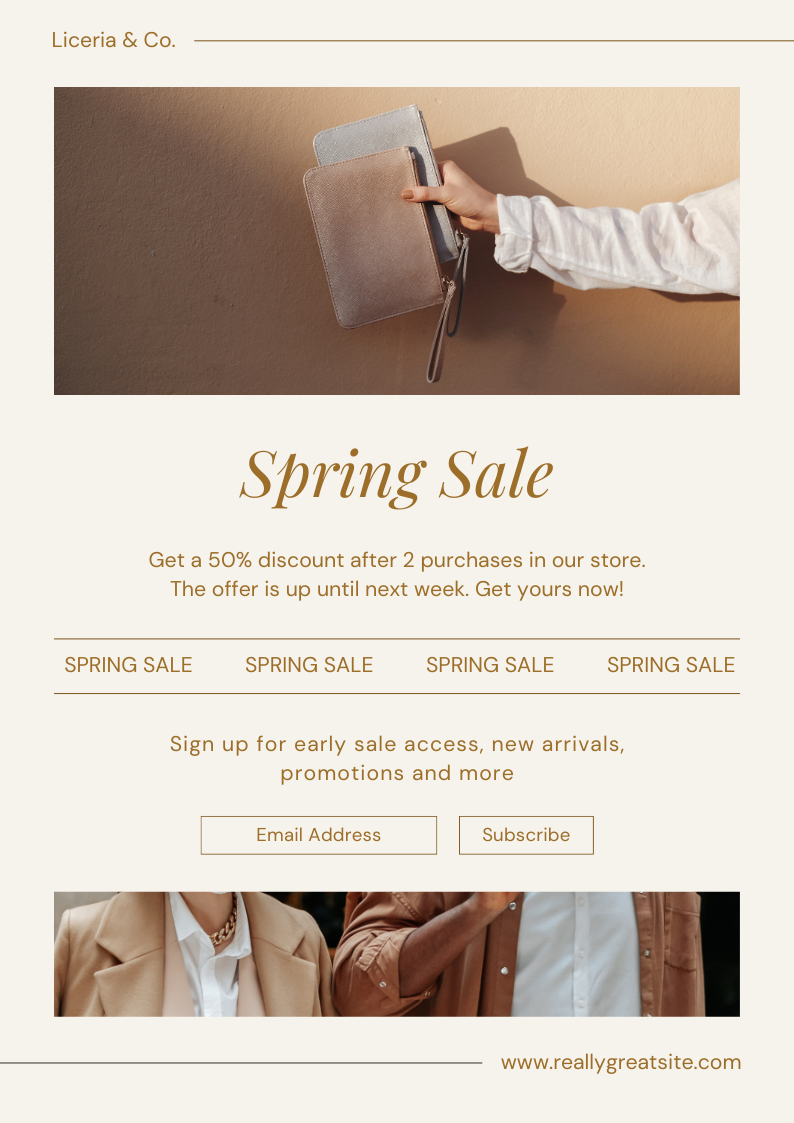 Liceria & Co.
Spring Sale
Get a 50% discount after 2 purchases in our store.
The offer is up until next week. Get yours now!
SPRING SALE SPRING SALE SPRING SALE SPRING SALE
Sign up for early sale access, new arrivals,
promotions and more
Email Address Subscribe
www.reallygreatsite.com